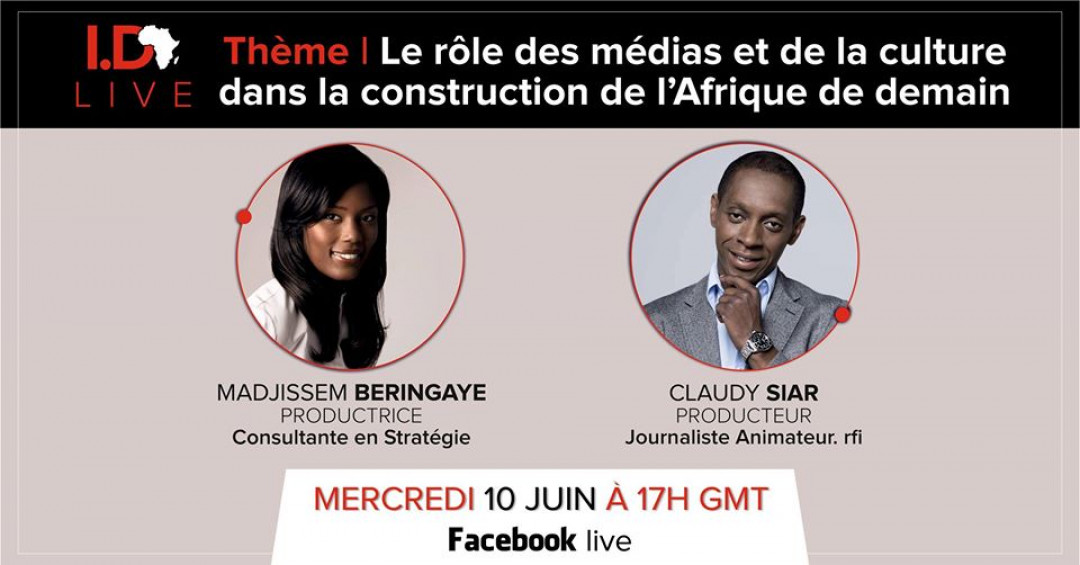 I.D
LIVE
Thème | Le rôle des médias et de la culture
dans la construction de l'Afrique de demain
MADJISSEM BERINGAYE
PRODUCTRICE
Consultante en Stratégie
CLAUDY SIAR
PRODUCTEUR
Journaliste Animateur. rfi
MERCREDI 10 JUIN À 17H GMT
Facebook live